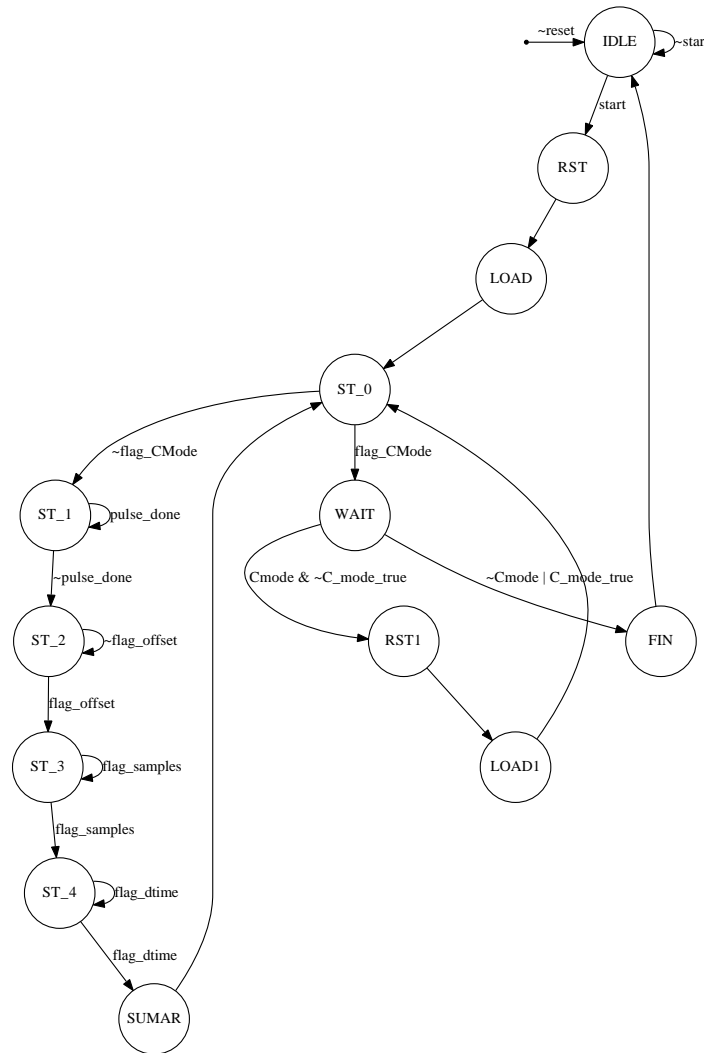 ~reset
IDLE
~start
start
RST
LOAD
ST_0
~flag_CMode
flag_CMode
ST_1
pulse_done
WAIT
~pulse_done
Cmode & ~C_mode_true
~Cmode | C_mode_true
ST_2
~flag_offset
RST1
FIN
flag_offset
ST_3
flag_samples
LOAD1
flag_samples
ST_4
flag_dtime
flag_dtime
SUMAR